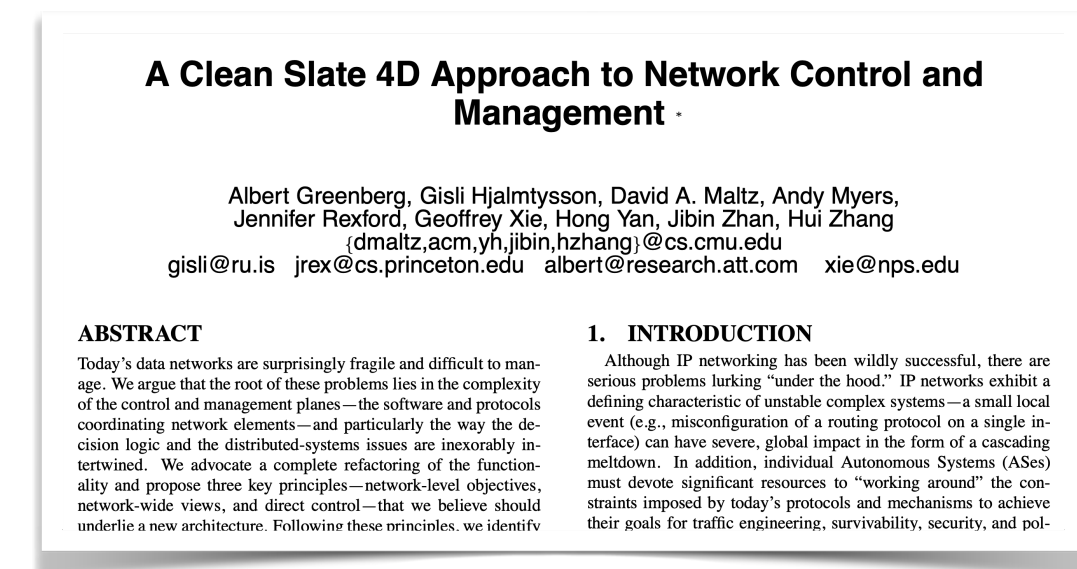 A Clean Slate 4D Approach to Network Control and
Management *
Albert Greenberg, Gisli Hjalmtysson, David A. Maltz, Andy Myers,
Jennifer Rexford, Geoffrey Xie, Hong Yan, Jibin Zhan, Hui Zhang
{dmaltz,acm,yh,jibin,hzhang}@cs.cmu.edu
gisli@ru.is jrex@cs.princeton.edu albert@research.att.com xie@nps.edu
ABSTRACT
Today's data networks are surprisingly fragile and difficult to man-
age. We argue that the root of these problems lies in the complexity
of the control and management planes—the software and protocols
coordinating network elements—and particularly the way the de-
cision logic and the distributed-systems issues are inexorably in-
tertwined. We advocate a complete refactoring of the function-
ality and propose three key principles—network-level objectives,
network-wide views, and direct control—that we believe should
underlie a new architecture. Following these principles, we identify
1. INTRODUCTION
Although IP networking has been wildly successful, there are
serious problems lurking "under the hood." IP networks exhibit a
defining characteristic of unstable complex systems—a small local
event (e.g., misconfiguration of a routing protocol on a single in-
terface) can have severe, global impact in the form of a cascading
meltdown. In addition, individual Autonomous Systems (ASes)
must devote significant resources to "working around" the con-
straints imposed by today's protocols and mechanisms to achieve
their goals for traffic engineering, survivability, security, and pol-